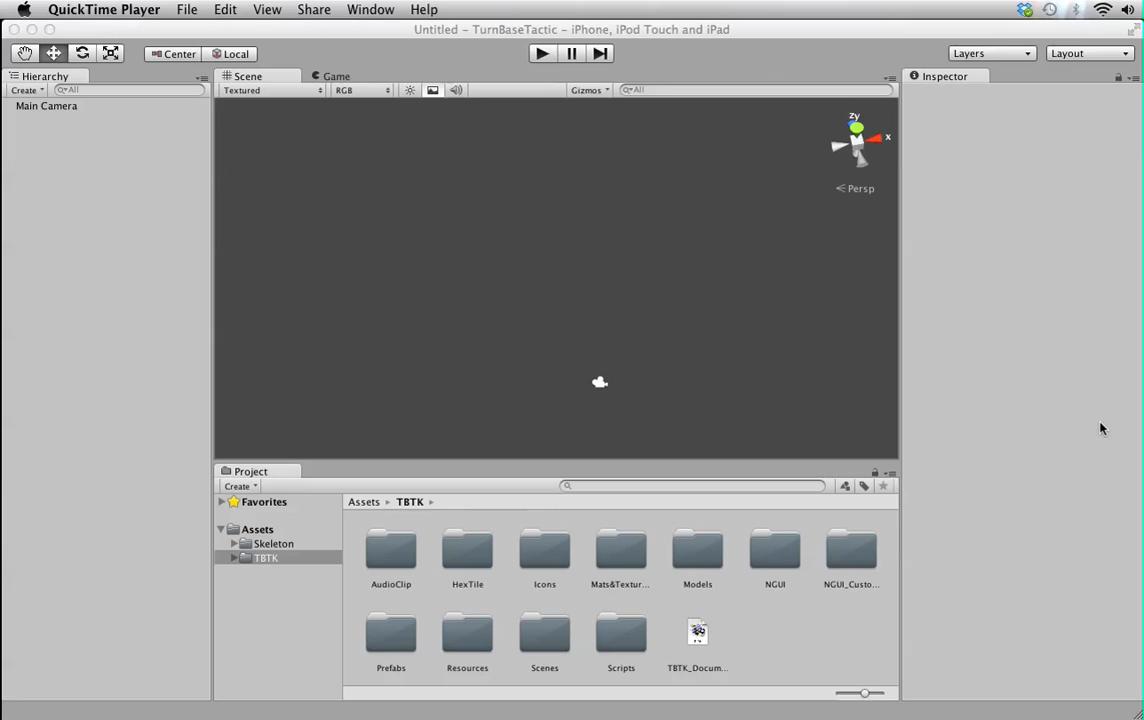 QuickTime Player File Edit View Share Window Help
Untitled – TurnBaseTactic – iPhone, iPod Touch and iPad
Center Local Layers Layout
Hierarchy Scene Game Inspector
Create All Textured RGB Gizmos All
Main Camera
zy
x
Persp
Project
Create
Favorites Assets TBTK
Assets
Skeleton
TBTK
AudioClip HexTile Icons Mats&Textur... Models NGUI NGUI_Custo...
Prefabs Resources Scenes Scripts TBTK_Docum...